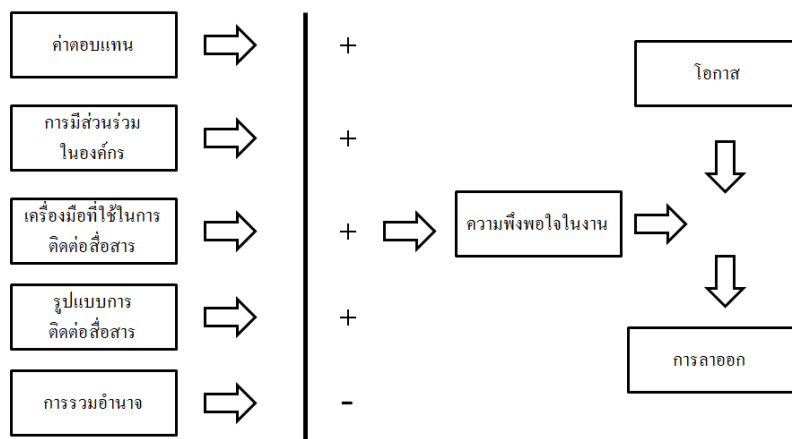 ค่าตอบแทน
+
โอกาส
การมีส่วนร่วม
ในองค์กร
+
เครื่องมือที่ใช้ในการ
ติดต่อสื่อสาร
+
ความพึงพอใจในงาน
รูปแบบการ
ติดต่อสื่อสาร
+
การลาออก
การรวมอำนาจ
-